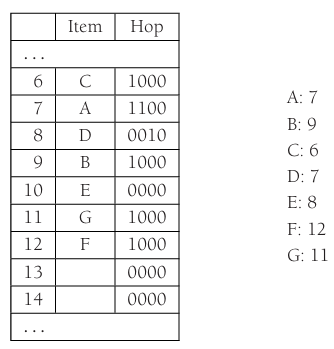 Item Hop
...
6 C 1000
7 A 1100
8 D 0010
9 B 1000
10 E 0000
11 G 1000
12 F 1000
13 0000
14 0000
...
A: 7
B: 9
C: 6
D: 7
E: 8
F: 12
G: 11